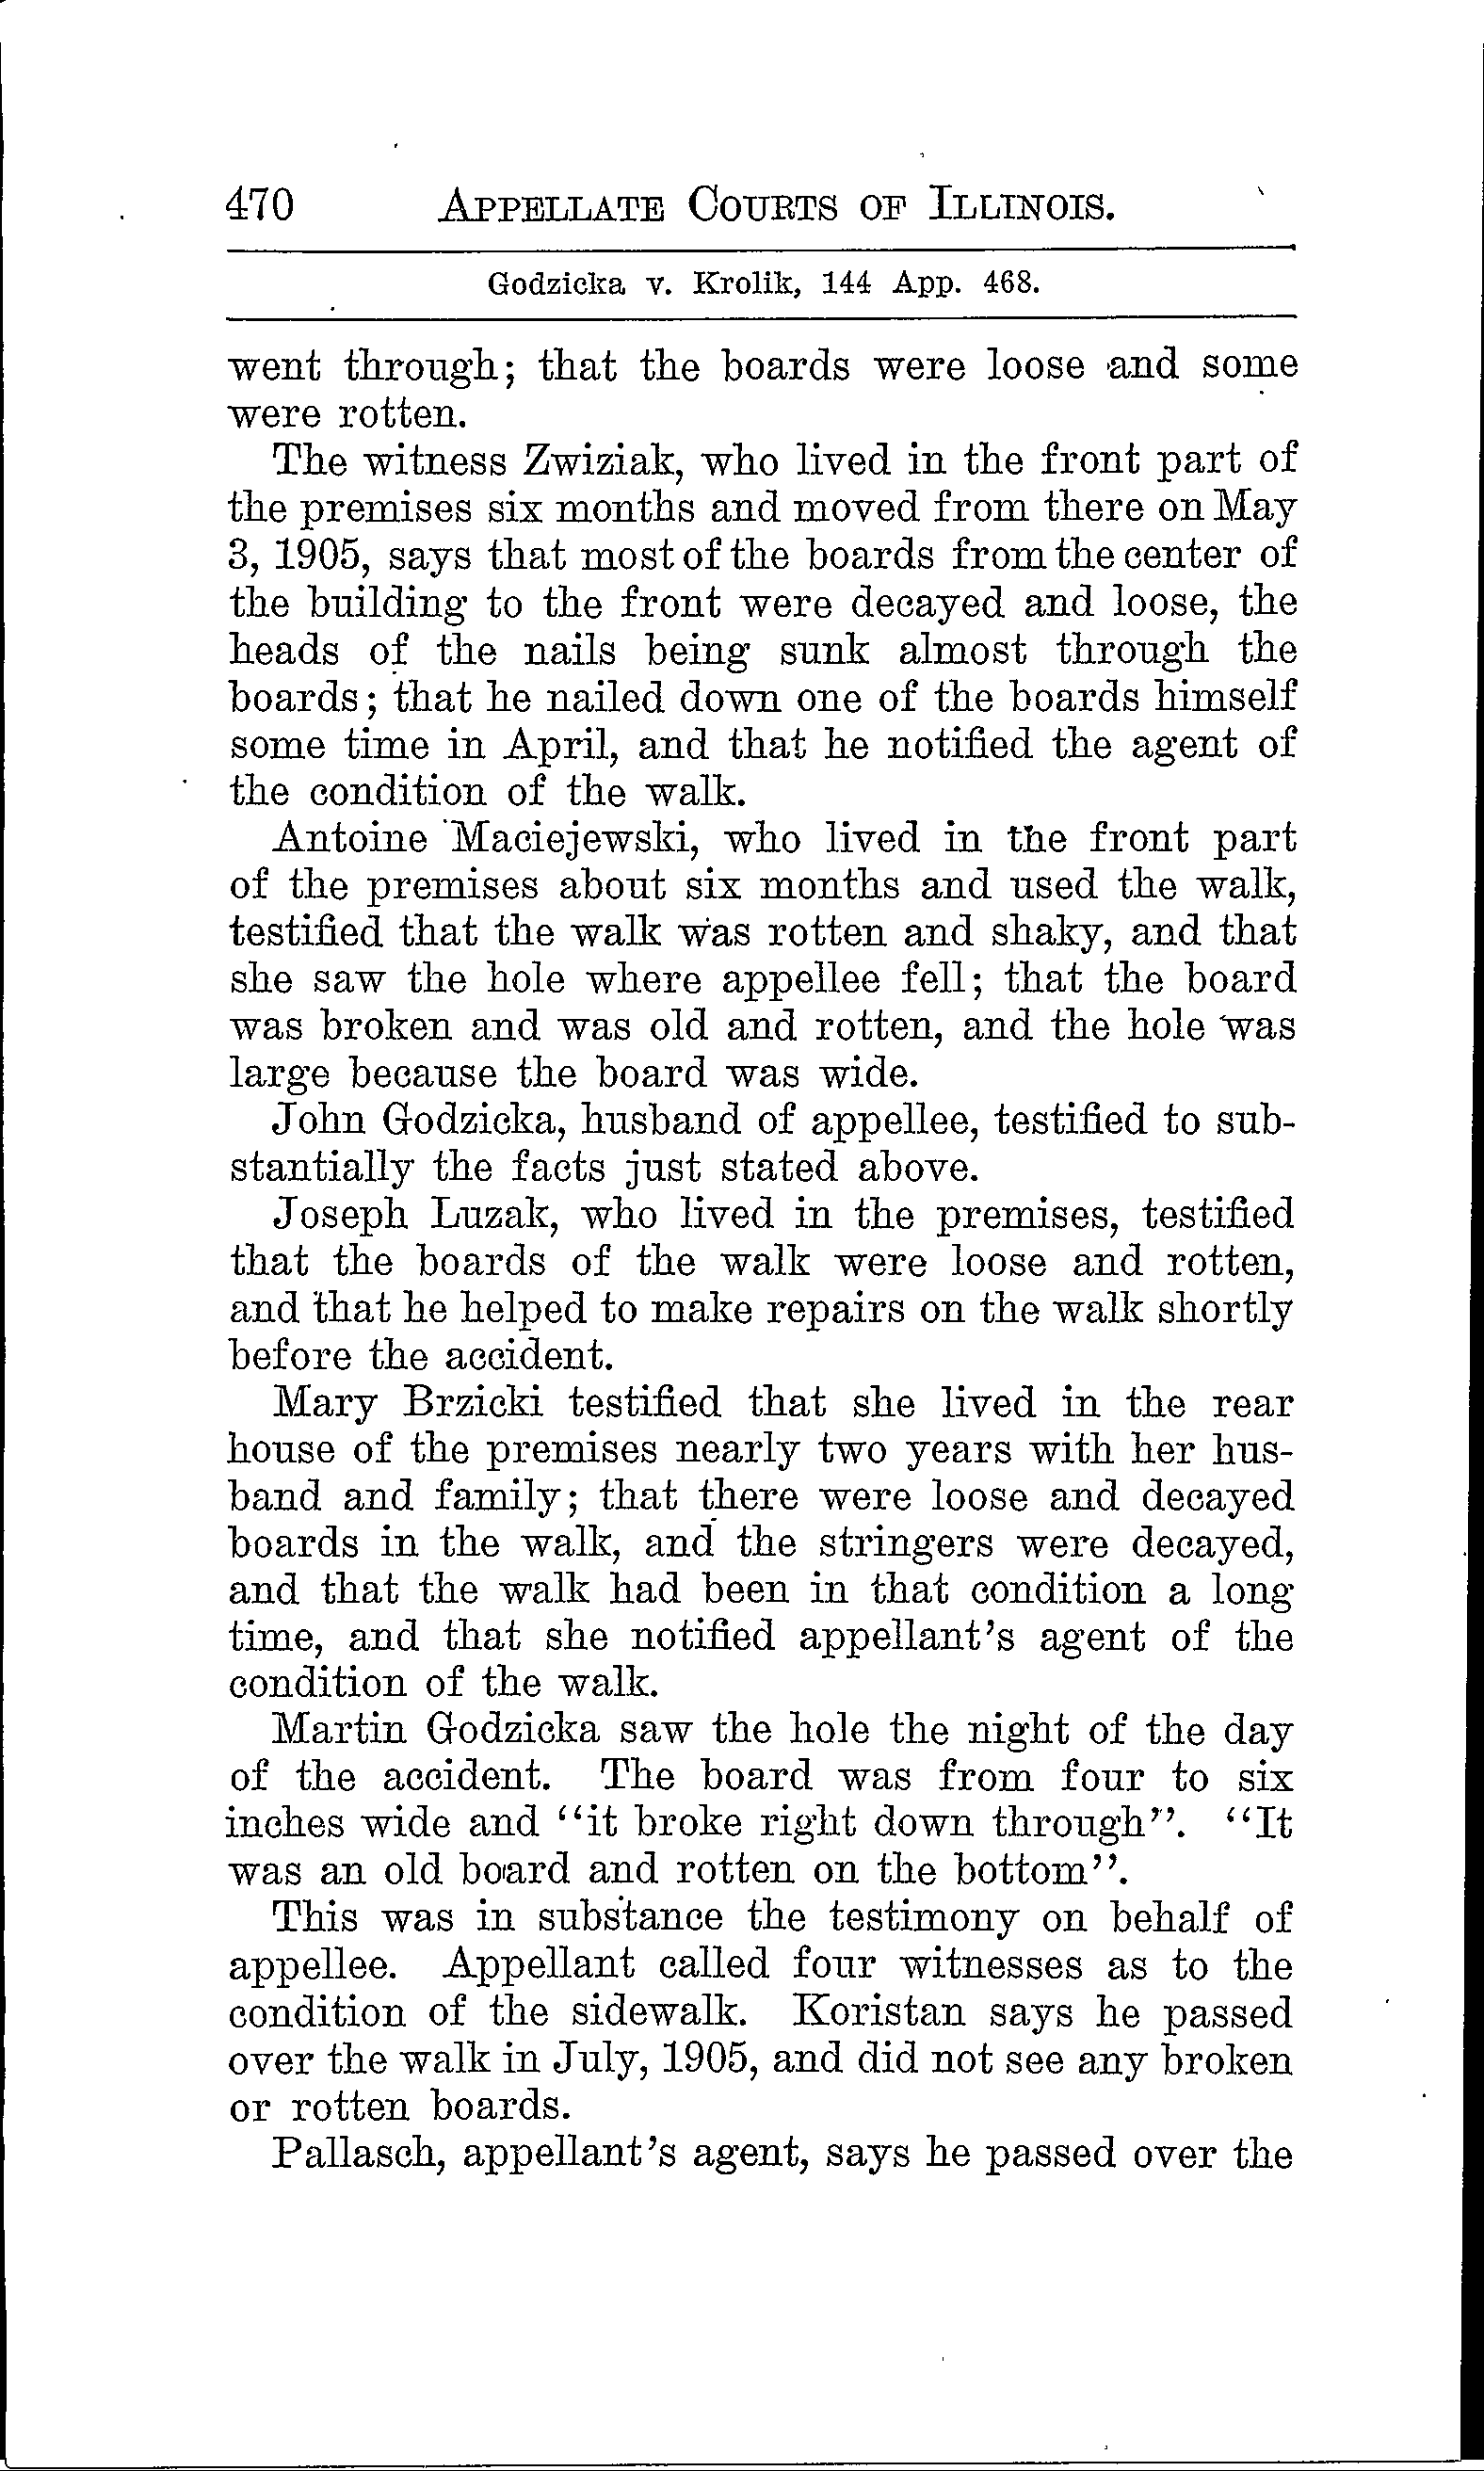 470 APPELLATE COURTS OF ILLINOIS.
Godzicka v. Krolik, 144 App. 468.
went through; that the boards were loose and some
were rotten.
The witness Zwiziak, who lived in the front part of
the premises six months and moved from there on May
3, 1905, says that most of the boards from the center of
the building to the front were decayed and loose, the
heads of the nails being sunk almost through the
boards; that he nailed down one of the boards himself
some time in April, and that he notified the agent of
the condition of the walk.
Antoine Maciejewski, who lived in the front part
of the premises about six months and used the walk,
testified that the walk was rotten and shaky, and that
she saw the hole where appellee fell; that the board
was broken and was old and rotten, and the hole was
large because the board was wide.
John Godzicka, husband of appellee, testified to sub-
stantially the facts just stated above.
Joseph Luzak, who lived in the premises, testified
that the boards of the walk were loose and rotten,
and that he helped to make repairs on the walk shortly
before the accident.
Mary Brzicki testified that she lived in the rear
house of the premises nearly two years with her hus-
band and family; that there were loose and decayed
boards in the walk, and the stringers were decayed,
and that the walk had been in that condition a long
time, and that she notified appellant's agent of the
condition of the walk.
Martin Godzicka saw the hole the night of the day
of the accident. The board was from four to six
inches wide and "it broke right down through". "It
was an old board and rotten on the bottom".
This was in substance the testimony on behalf of
appellee. Appellant called four witnesses as to the
condition of the sidewalk. Koristan says he passed
over the walk in July, 1905, and did not see any broken
or rotten boards.
Pallasch, appellant's agent, says he passed over the